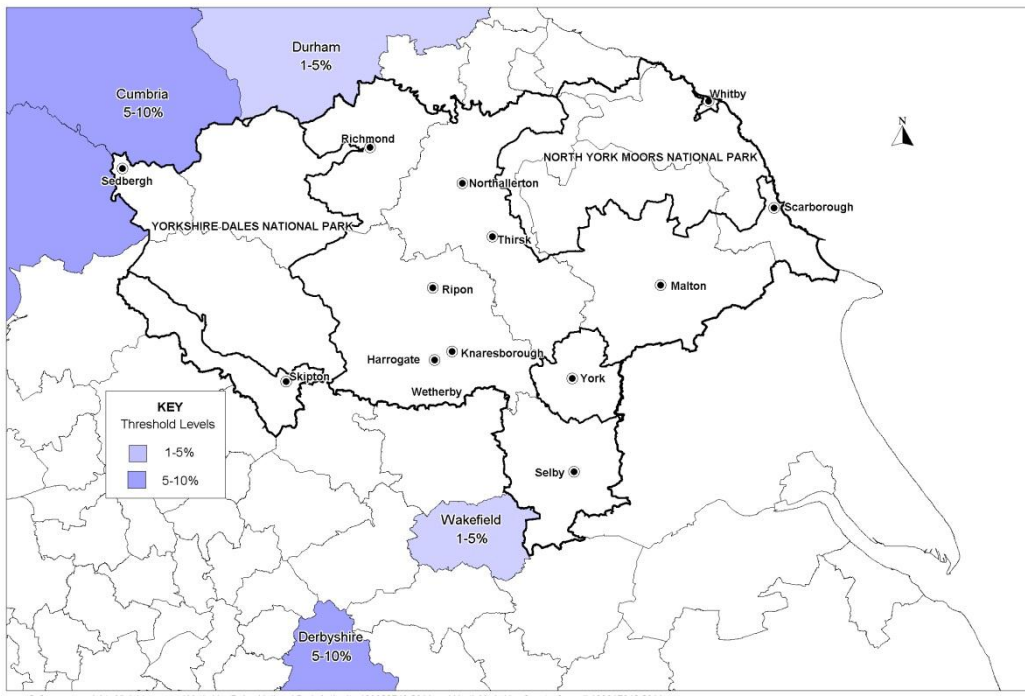 Durham
1-5%
Cumbria
5-10%
Whitby
N
Richmond
NORTH YORK MOORS NATIONAL PARK
Sedbergh
Northallerton
Scarborough
YORKSHIRE DALES NATIONAL PARK
Thirsk
Ripon
Malton
Knaresborough
Harrogate
Skipton
York
Wetherby
KEY
Threshold Levels
1-5%
5-10%
Selby
Wakefield
1-5%
Derbyshire
5-10%